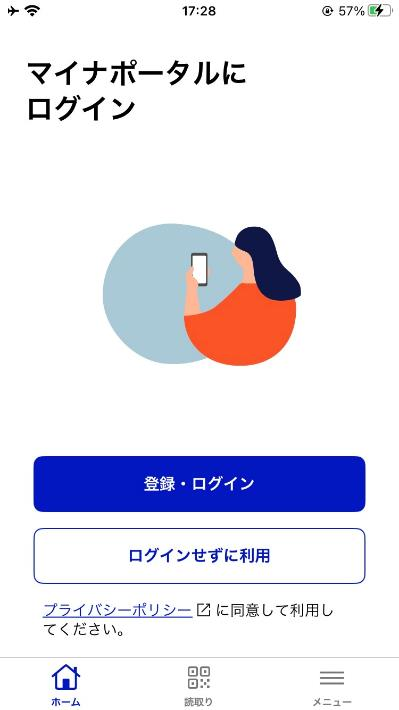 17:28
57%
マイナポータルに
ログイン
登録・ログイン
ログインせずに利用
プライバシーポリシー に同意して利用し
てください。
ホーム
読取り
メニュー